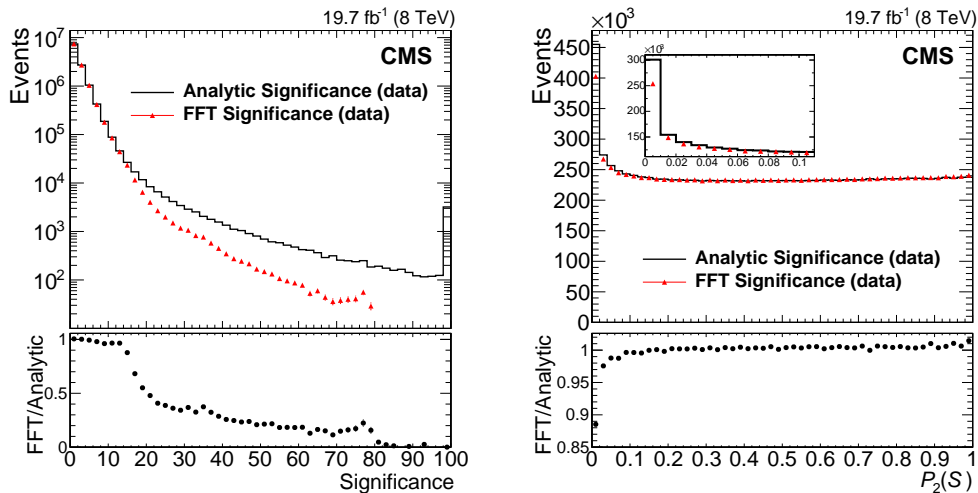 19.7 fb⁻¹ (8 TeV)
CMS
Events
10⁷
10⁶
10⁵
10⁴
10³
10²
Analytic Significance (data)
FFT Significance (data)
FFT/Analytic
1
0.5
0
0 10 20 30 40 50 60 70 80 90 100
Significance
×10³
19.7 fb⁻¹ (8 TeV)
CMS
Events
450
400
350
300
250
200
150
100
50
0
×10³
300
250
200
150
0 0.02 0.04 0.06 0.08 0.1
Analytic Significance (data)
FFT Significance (data)
FFT/Analytic
1
0.95
0.9
0.85
0 0.1 0.2 0.3 0.4 0.5 0.6 0.7 0.8 0.9 1
P₂(S)